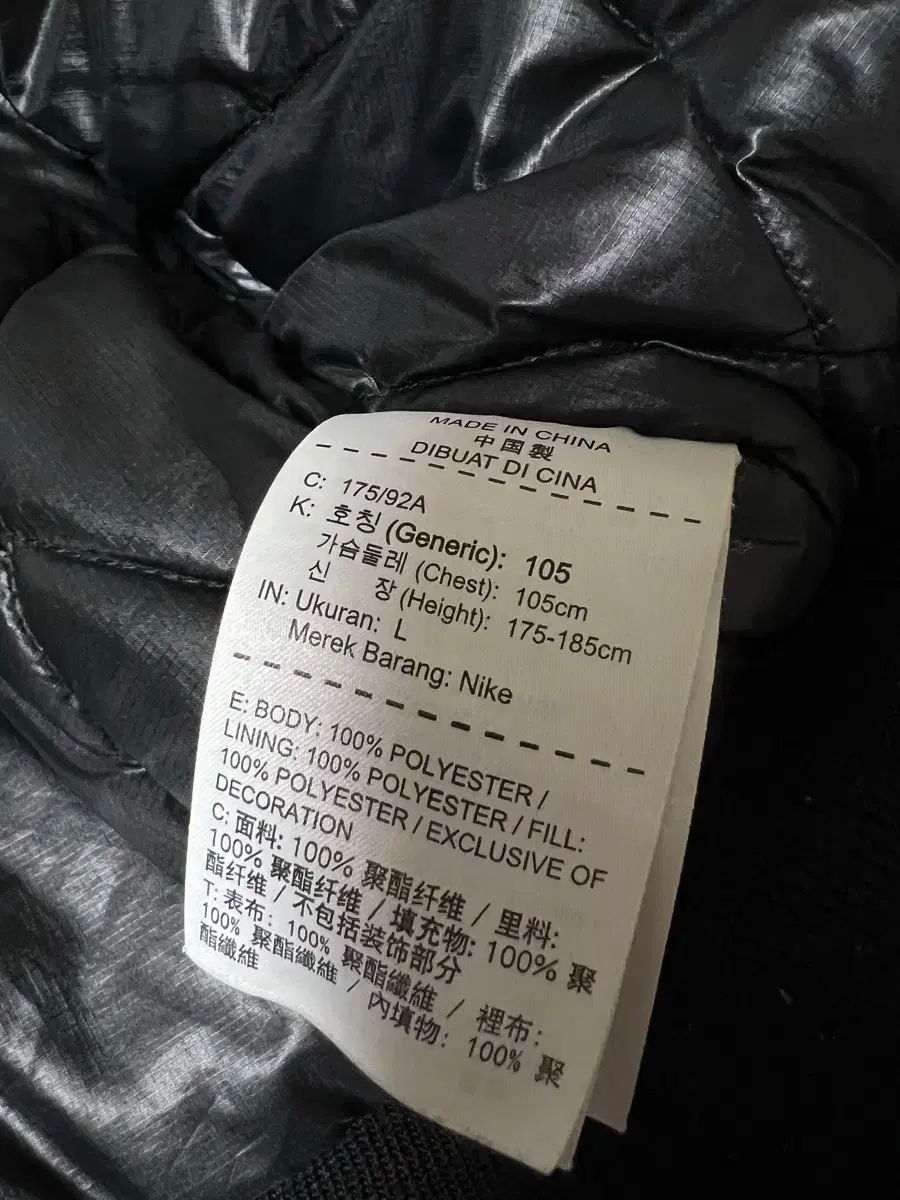 MADE IN CHINA
中国製
DIBUAT DI CINA
C: 175/92A
K: 호칭 (Generic): 105
가슴둘레 (Chest): 105cm
신 장 (Height): 175-185cm
IN: Ukuran: L
Merek Barang: Nike
E: BODY: 100% POLYESTER /
LINING: 100% POLYESTER / FILL:
100% POLYESTER / EXCLUSIVE OF
DECORATION
C: 面料: 100% 聚酯纤维 / 里料:
100% 聚酯纤维 / 填充物: 100% 聚
酯纤维 / 不包括装饰部分
T: 表布: 100% 聚酯纖維 / 裡布:
100% 聚酯纖維 / 內填物: 100% 聚
酯纖維